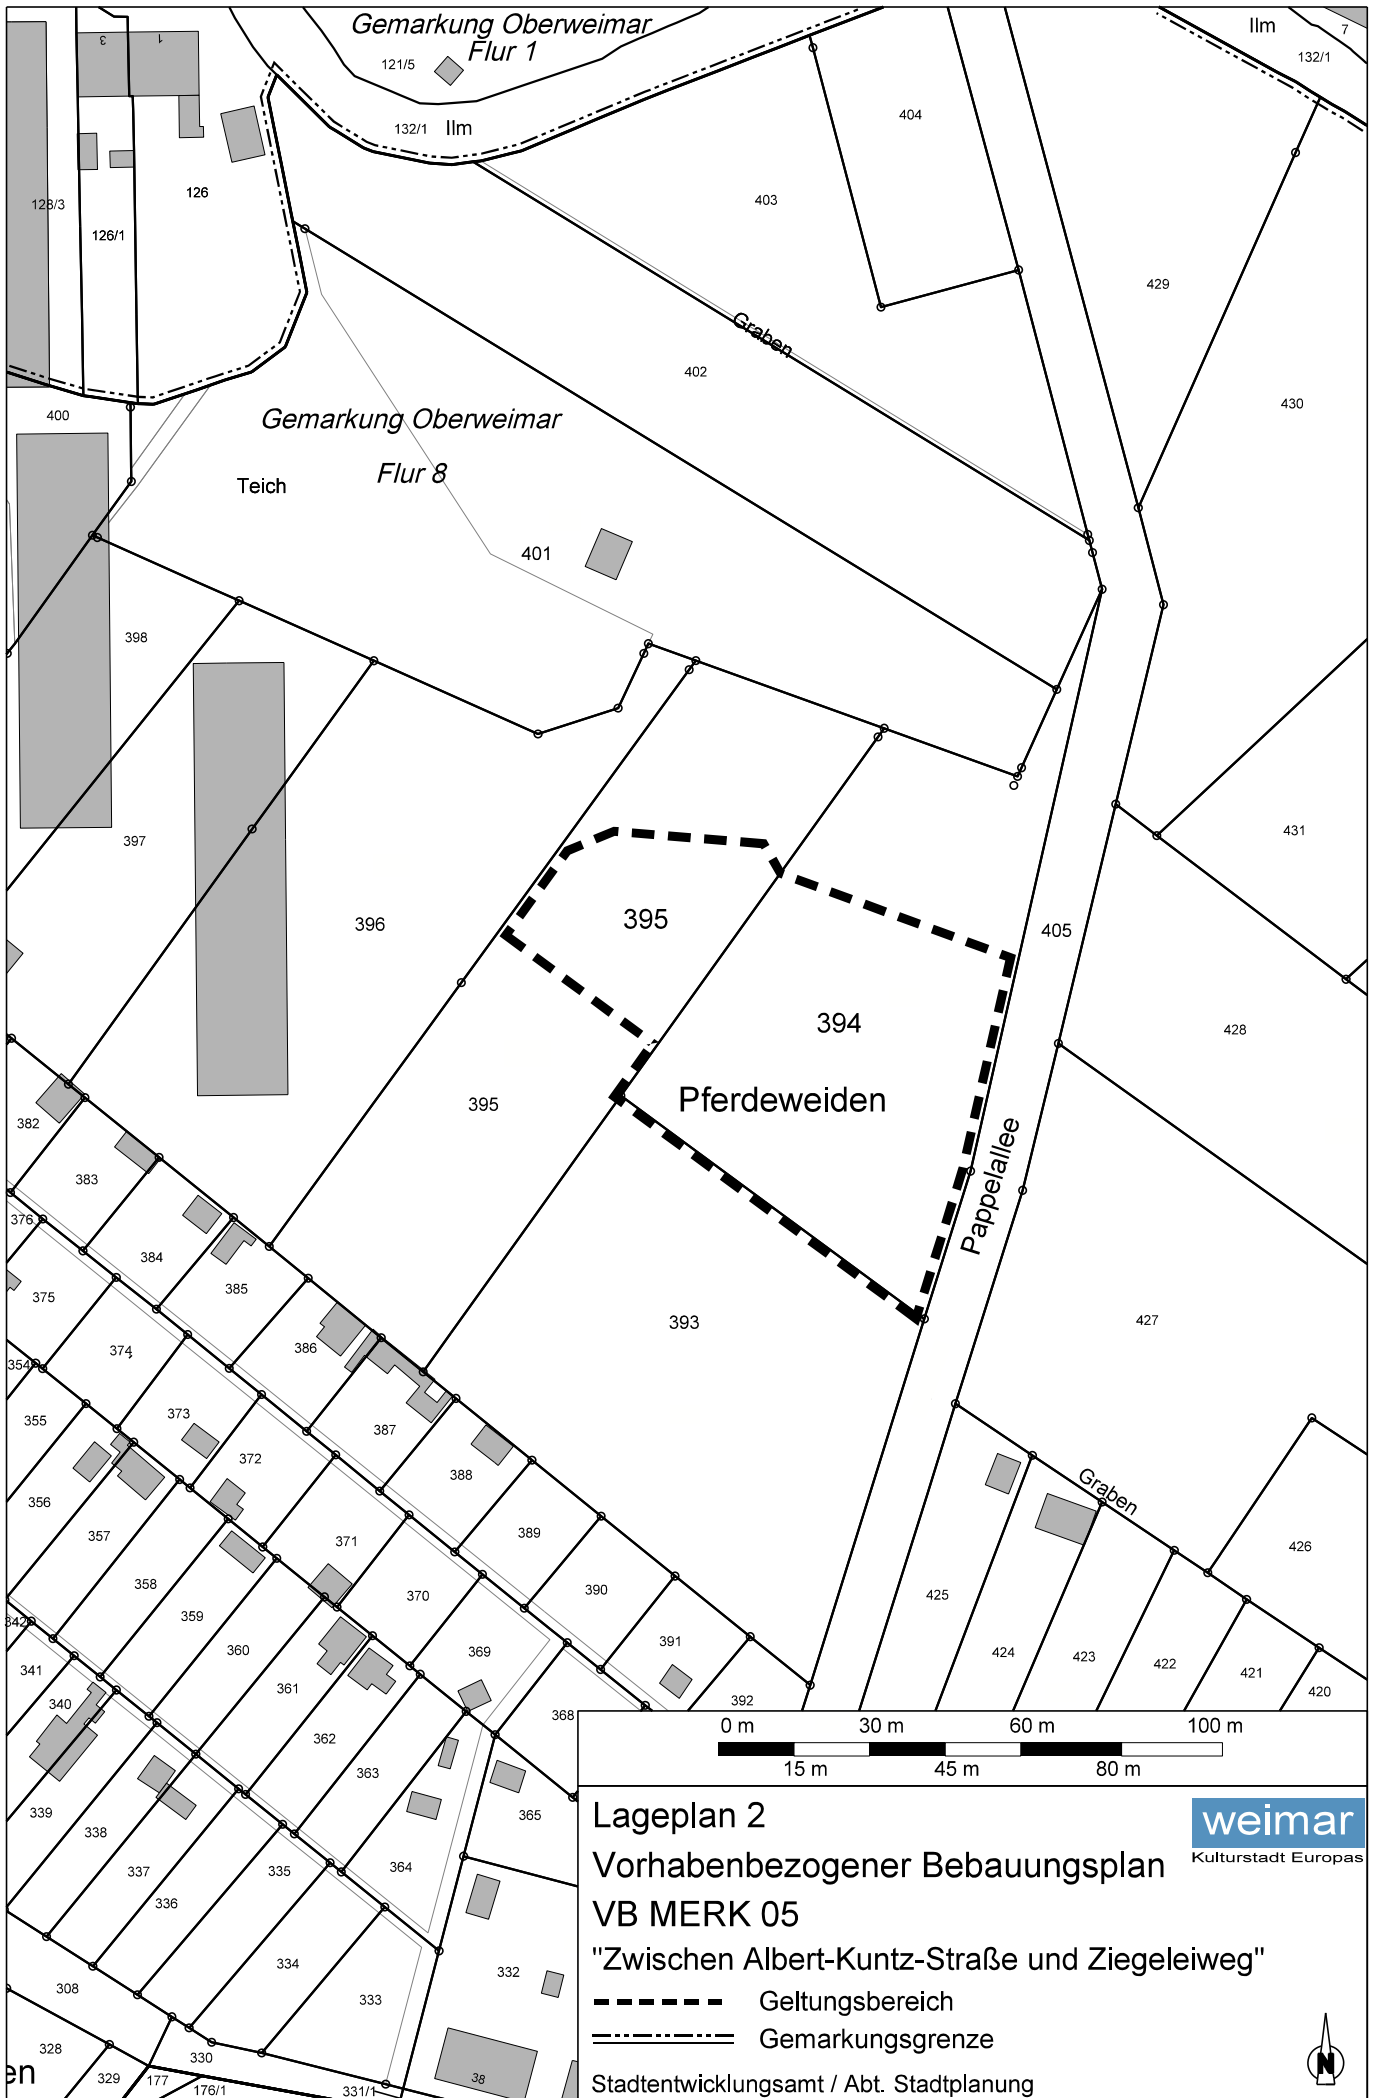 Gemarkung Oberweimar
Flur 1
3
1
121/5
Ilm
7
132/1
132/1
Ilm
404
128/3
126
403
126/1
429
Graben
402
430
400
Gemarkung Oberweimar
Flur 8
Teich
401
398
397
431
396
395
405
394
428
395
Pferdeweiden
382
Pappelallee
383
376
384
385
375
393
427
386
374
354
373
355
387
372
388
Graben
356
389
357
371
426
358
390
370
425
359
342
360
391
369
424
423
422
341
421
361
420
340
392
368
362
363
339
365
338
364
337
335
336
334
332
308
333
328
330
329
177
en
176/1
331/1
38
0 m
30 m
60 m
100 m
15 m
45 m
80 m
Lageplan 2
weimar
Kulturstadt Europas
Vorhabenbezogener Bebauungsplan
VB MERK 05
"Zwischen Albert-Kuntz-Straße und Ziegeleiweg"
Geltungsbereich
Gemarkungsgrenze
N
Stadtentwicklungsamt / Abt. Stadtplanung